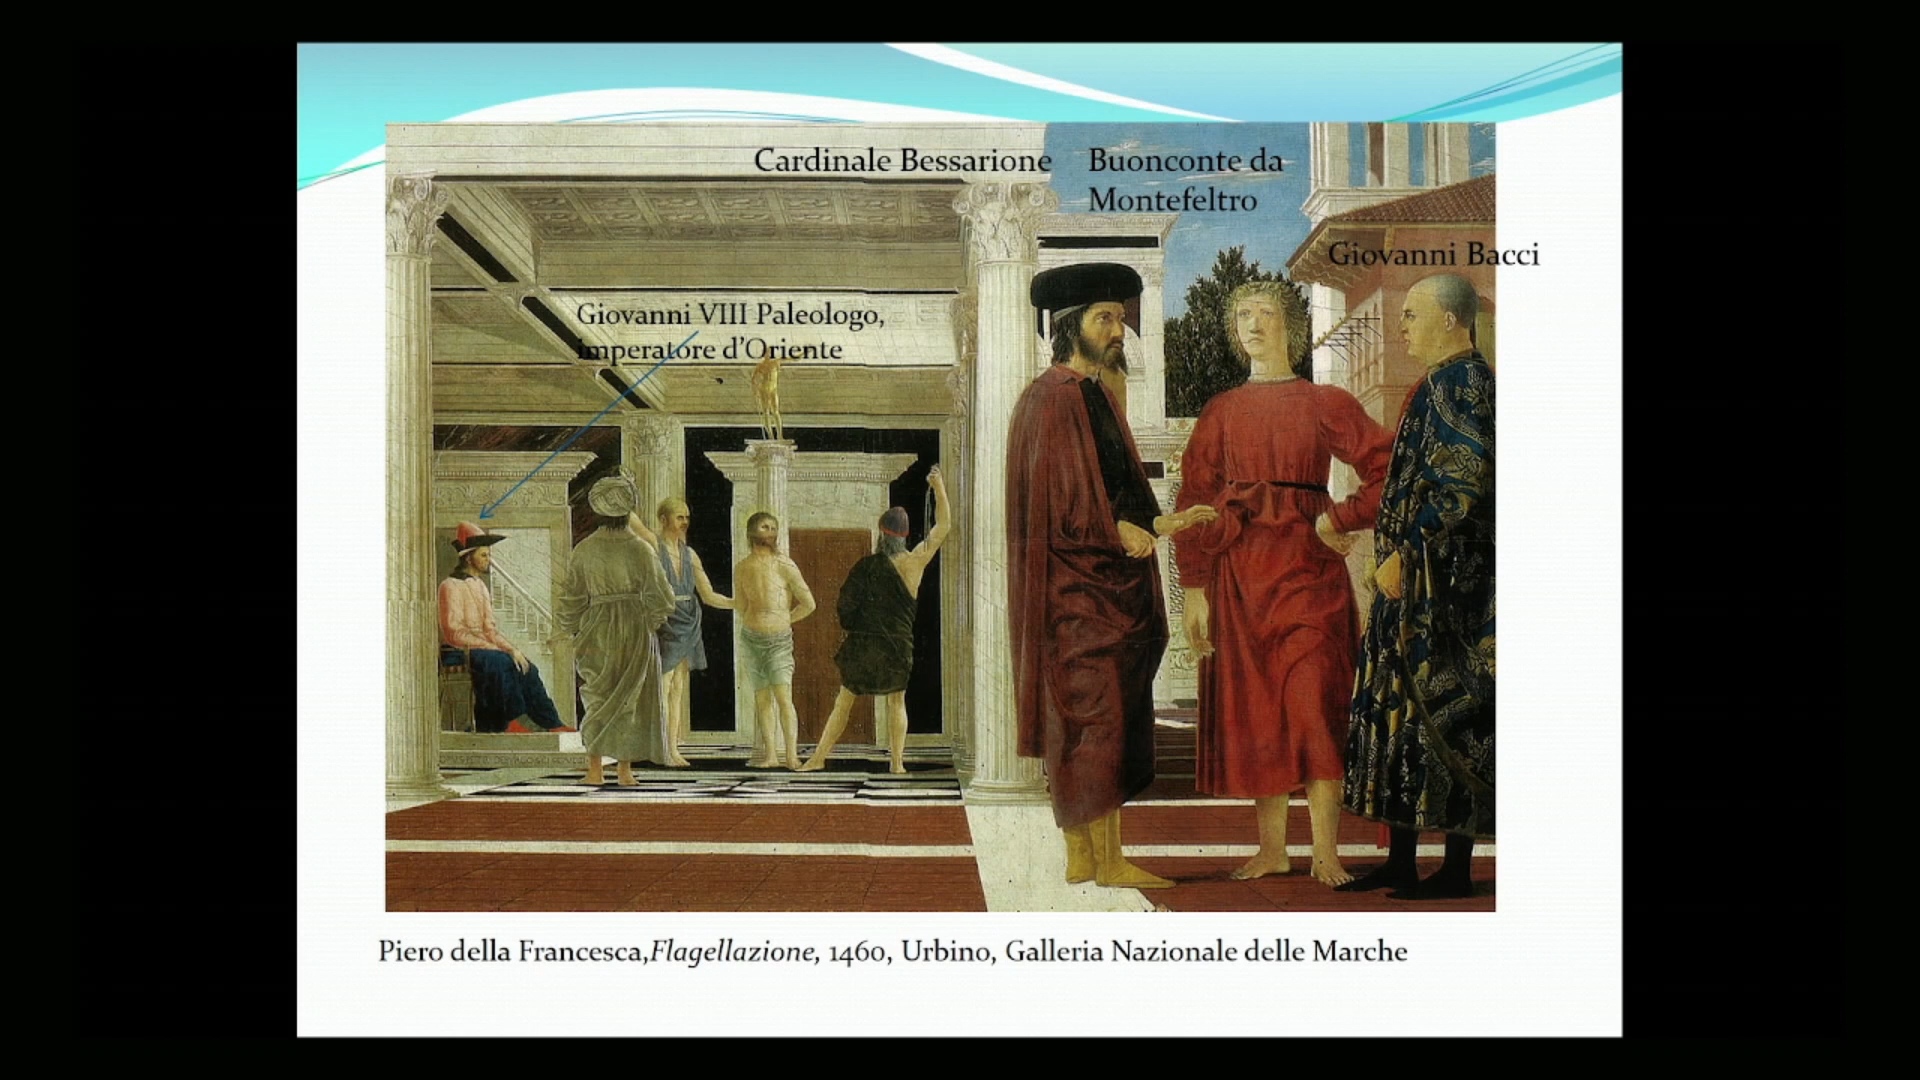 Cardinale Bessarione
Buonconte da
Montefeltro
Giovanni Bacci
Giovanni VIII Paleologo,
imperatore d'Oriente
Piero della Francesca,Flagellazione, 1460, Urbino, Galleria Nazionale delle Marche